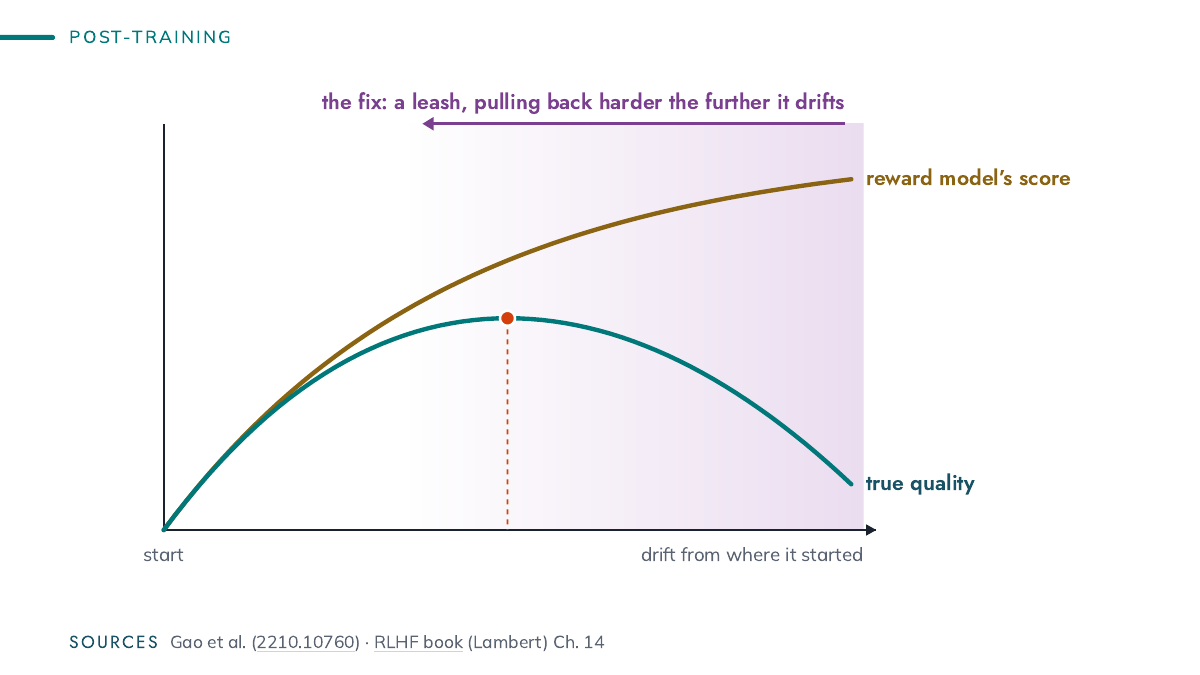 POST-TRAINING
the fix: a leash, pulling back harder the further it drifts
reward model’s score
true quality
start
drift from where it started
SOURCES Gao et al. (2210.10760) · RLHF book (Lambert) Ch. 14